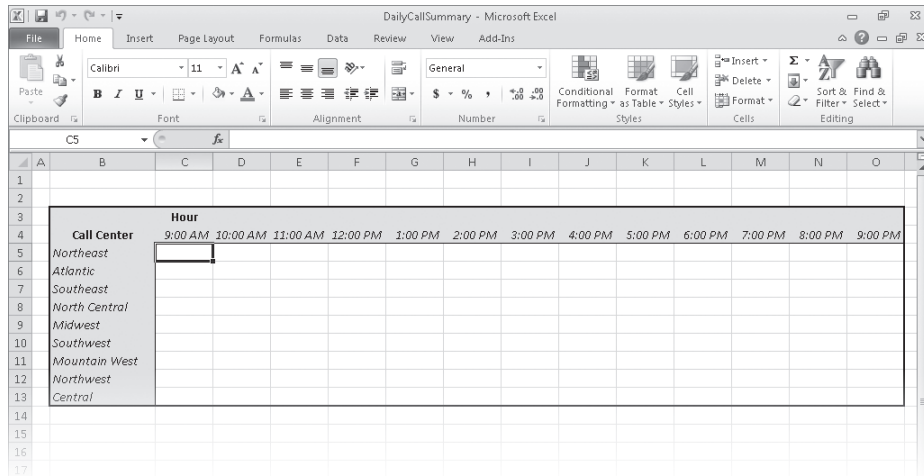 DailyCallSummary - Microsoft Excel
File Home Insert Page Layout Formulas Data Review View Add-Ins
Paste
Clipboard
Calibri 11 A A
B I U A
Font
Alignment
General
$ % , .00 .0
Number
Conditional Formatting
Format as Table
Cell Styles
Styles
Insert
Delete
Format
Cells
Σ
Sort & Filter
Find & Select
Editing
C5 fx
A B C D E F G H I J K L M N O
1
2
3 Hour
4 Call Center 9:00 AM 10:00 AM 11:00 AM 12:00 PM 1:00 PM 2:00 PM 3:00 PM 4:00 PM 5:00 PM 6:00 PM 7:00 PM 8:00 PM 9:00 PM
5 Northeast
6 Atlantic
7 Southeast
8 North Central
9 Midwest
10 Southwest
11 Mountain West
12 Northwest
13 Central
14
15
16
17